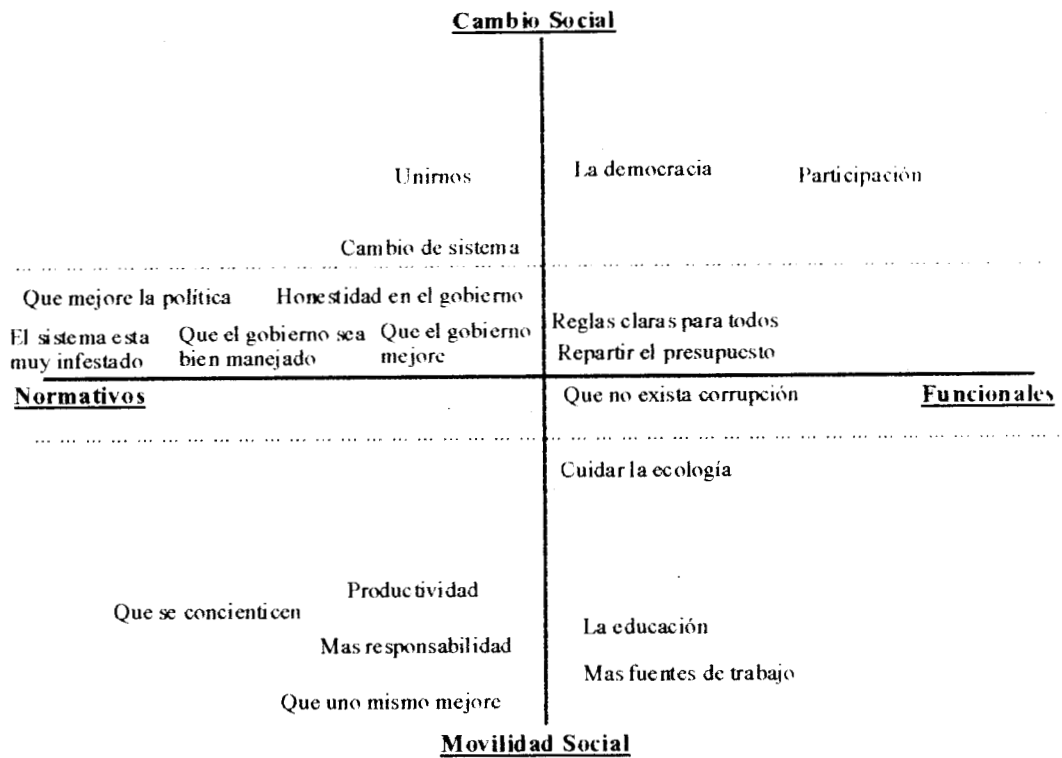 Cambio Social
Unirnos
La democracia
Participación
Cambio de sistema
Que mejore la política
Honestidad en el gobierno
El sistema esta
muy infestado
Que el gobierno sea
bien manejado
Que el gobierno
mejore
Reglas claras para todos
Repartir el presupuesto
Normativos
Que no exista corrupción
Funcionales
Cuidar la ecología
Productividad
Que se concienticen
La educación
Mas responsabilidad
Mas fuentes de trabajo
Que uno mismo mejore
Movilidad Social